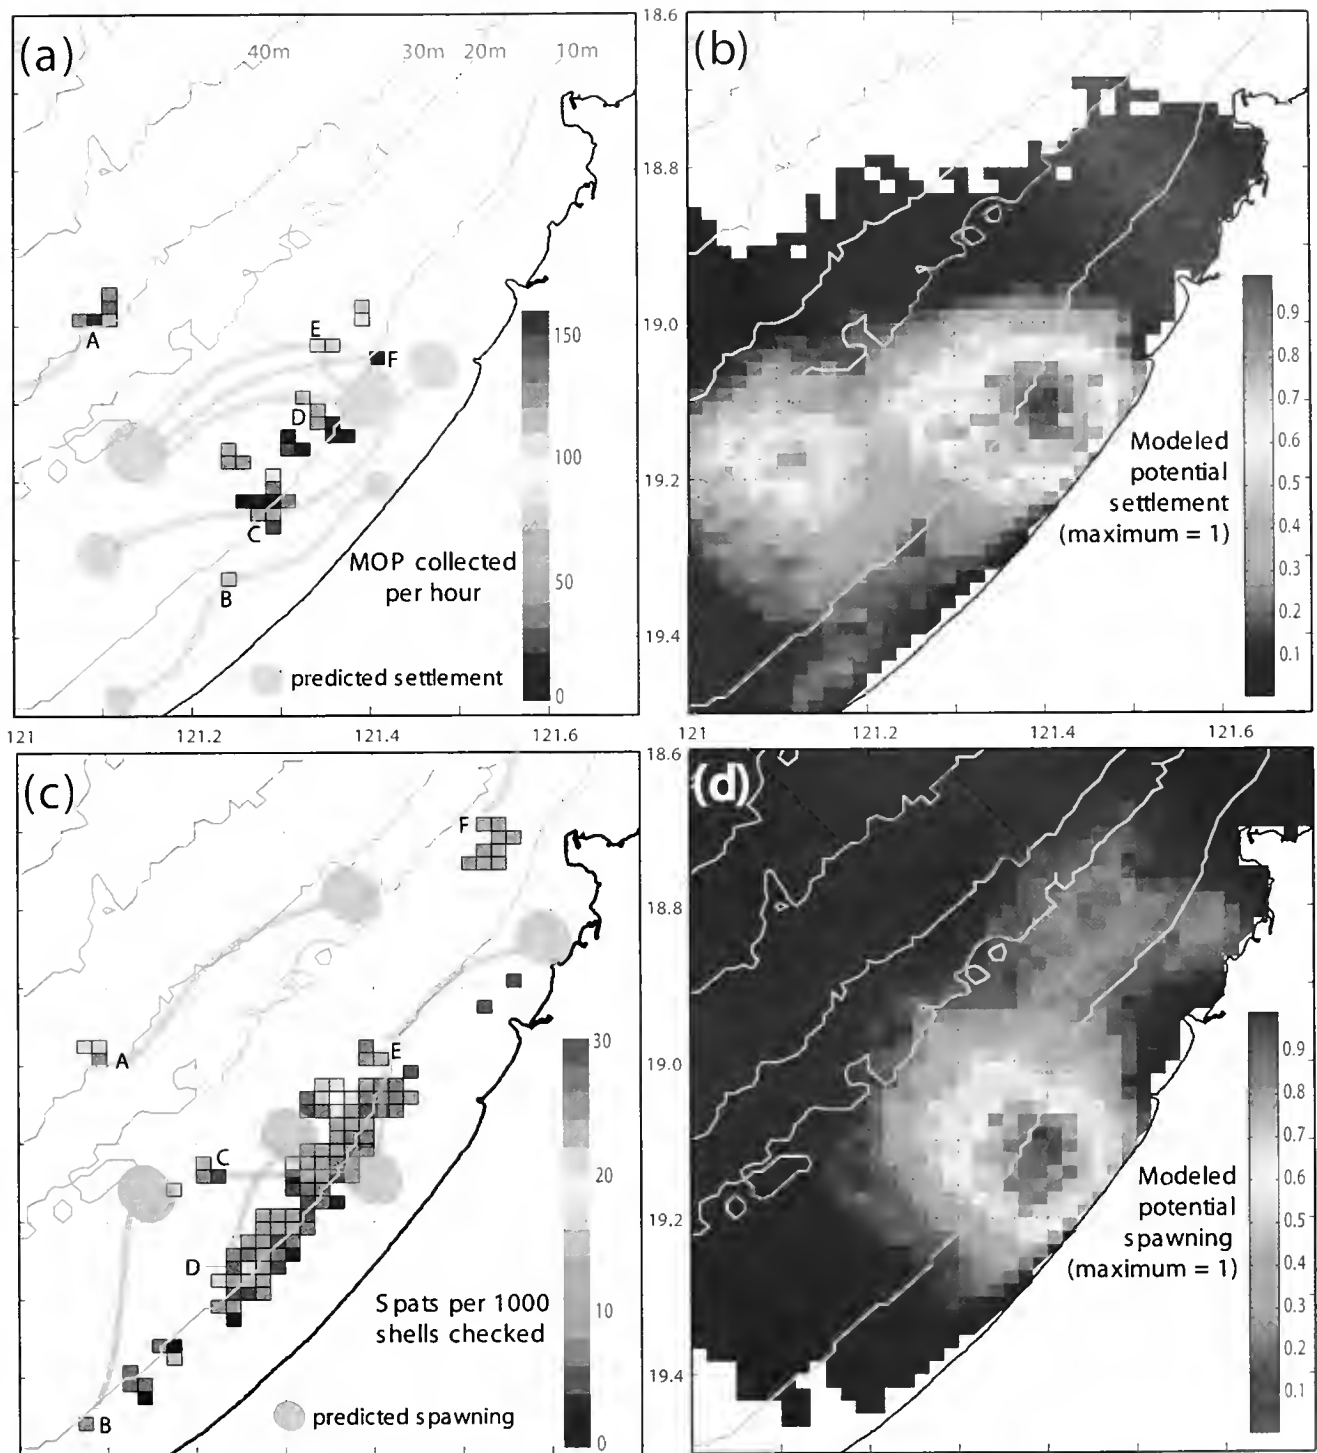 (a)
40m 30m 20m 10m
A
E
F
D
C
B
MOP collected
per hour
predicted settlement
150
100
50
0
121 121.2 121.4 121.6
(b)
18.6
18.8
19.0
19.2
19.4
Modeled
potential
settlement
(maximum = 1)
0.9
0.8
0.7
0.6
0.5
0.4
0.3
0.2
0.1
121 121.2 121.4 121.6
(c)
F
A
E
C
D
B
Spats per 1000
shells checked
predicted spawning
30
20
10
0
(d)
18.6
18.8
19.0
19.2
19.4
Modeled
potential
spawning
(maximum = 1)
0.9
0.8
0.7
0.6
0.5
0.4
0.3
0.2
0.1